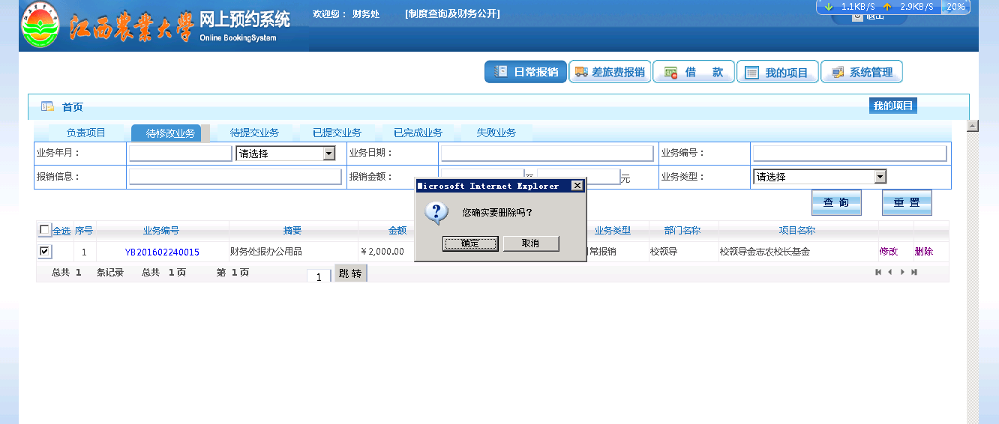 1.1KB/S 2.9KB/S 20%
江西农业大学 网上预约系统 欢迎您： 财务处 [制度查询及财务公开] 退出
Online BookingSystem
日常报销 差旅费报销 借 款 我的项目 系统管理
首页 我的项目
负责项目 待修改业务 待提交业务 已提交业务 已完成业务 失败业务
业务年月： 请选择 业务日期： 业务编号：
报销信息： 报销金额： 至 元 业务类型： 请选择
Microsoft Internet Explorer
您确实要删除吗?
确定 取消
查 询 重 置
全选 序号 业务编号 摘要 金额 业务类型 部门名称 项目名称
1 YB201602240015 财务处报办公用品 ￥2,000.00 常报销 校领导 校领导金志农校长基金 修改 删除
总共 1 条记录 总共 1 页 第 1 页 1 跳 转